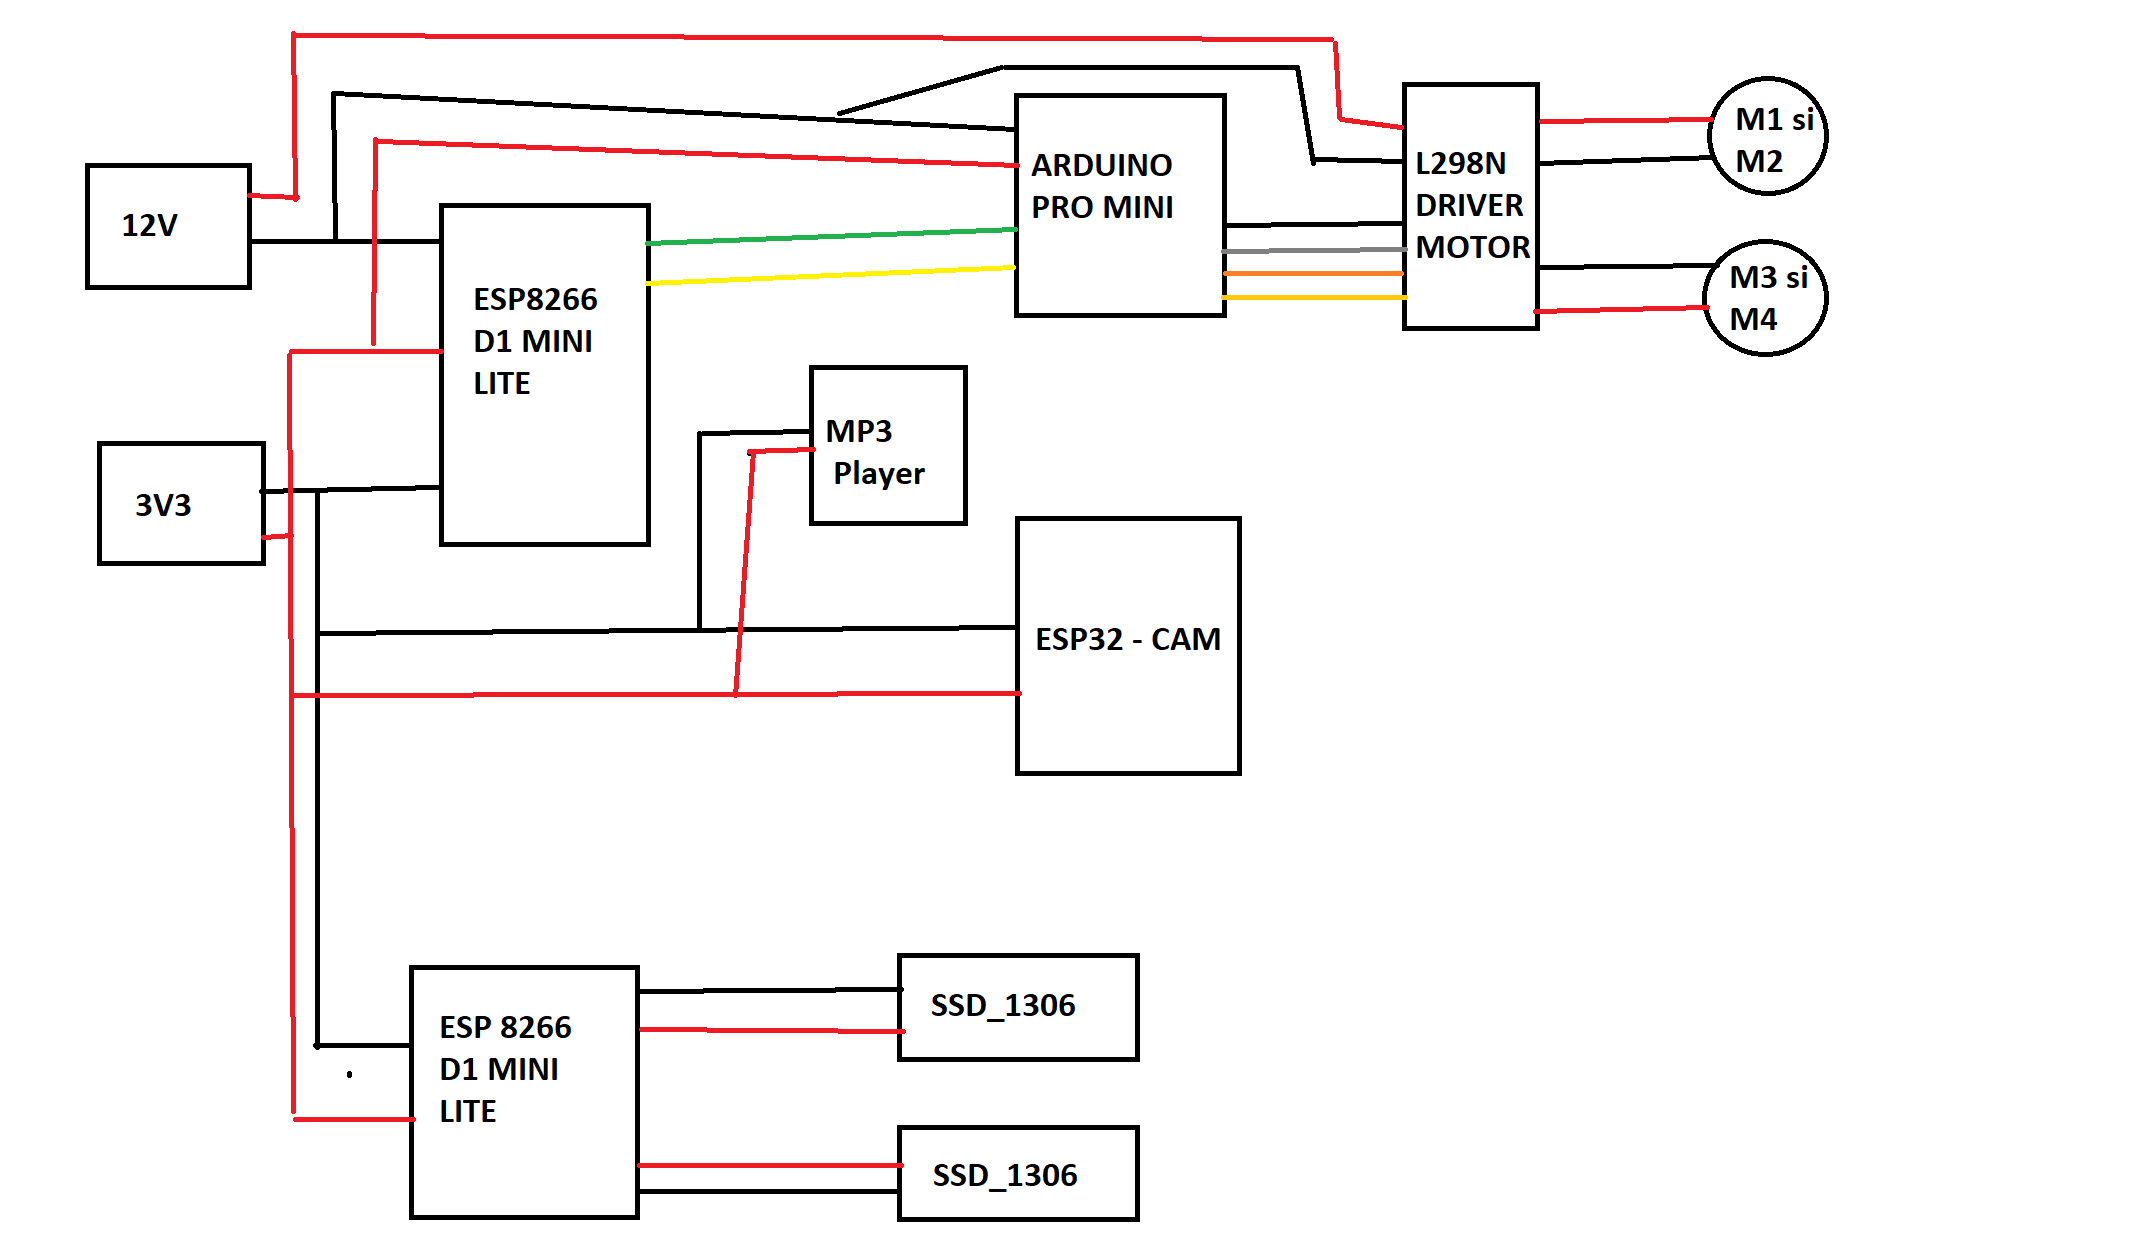 12V
ESP8266
D1 MINI
LITE
ARDUINO
PRO MINI
L298N
DRIVER
MOTOR
M1 si
M2
M3 si
M4
3V3
MP3
Player
ESP32 - CAM
ESP 8266
D1 MINI
LITE
SSD_1306
SSD_1306